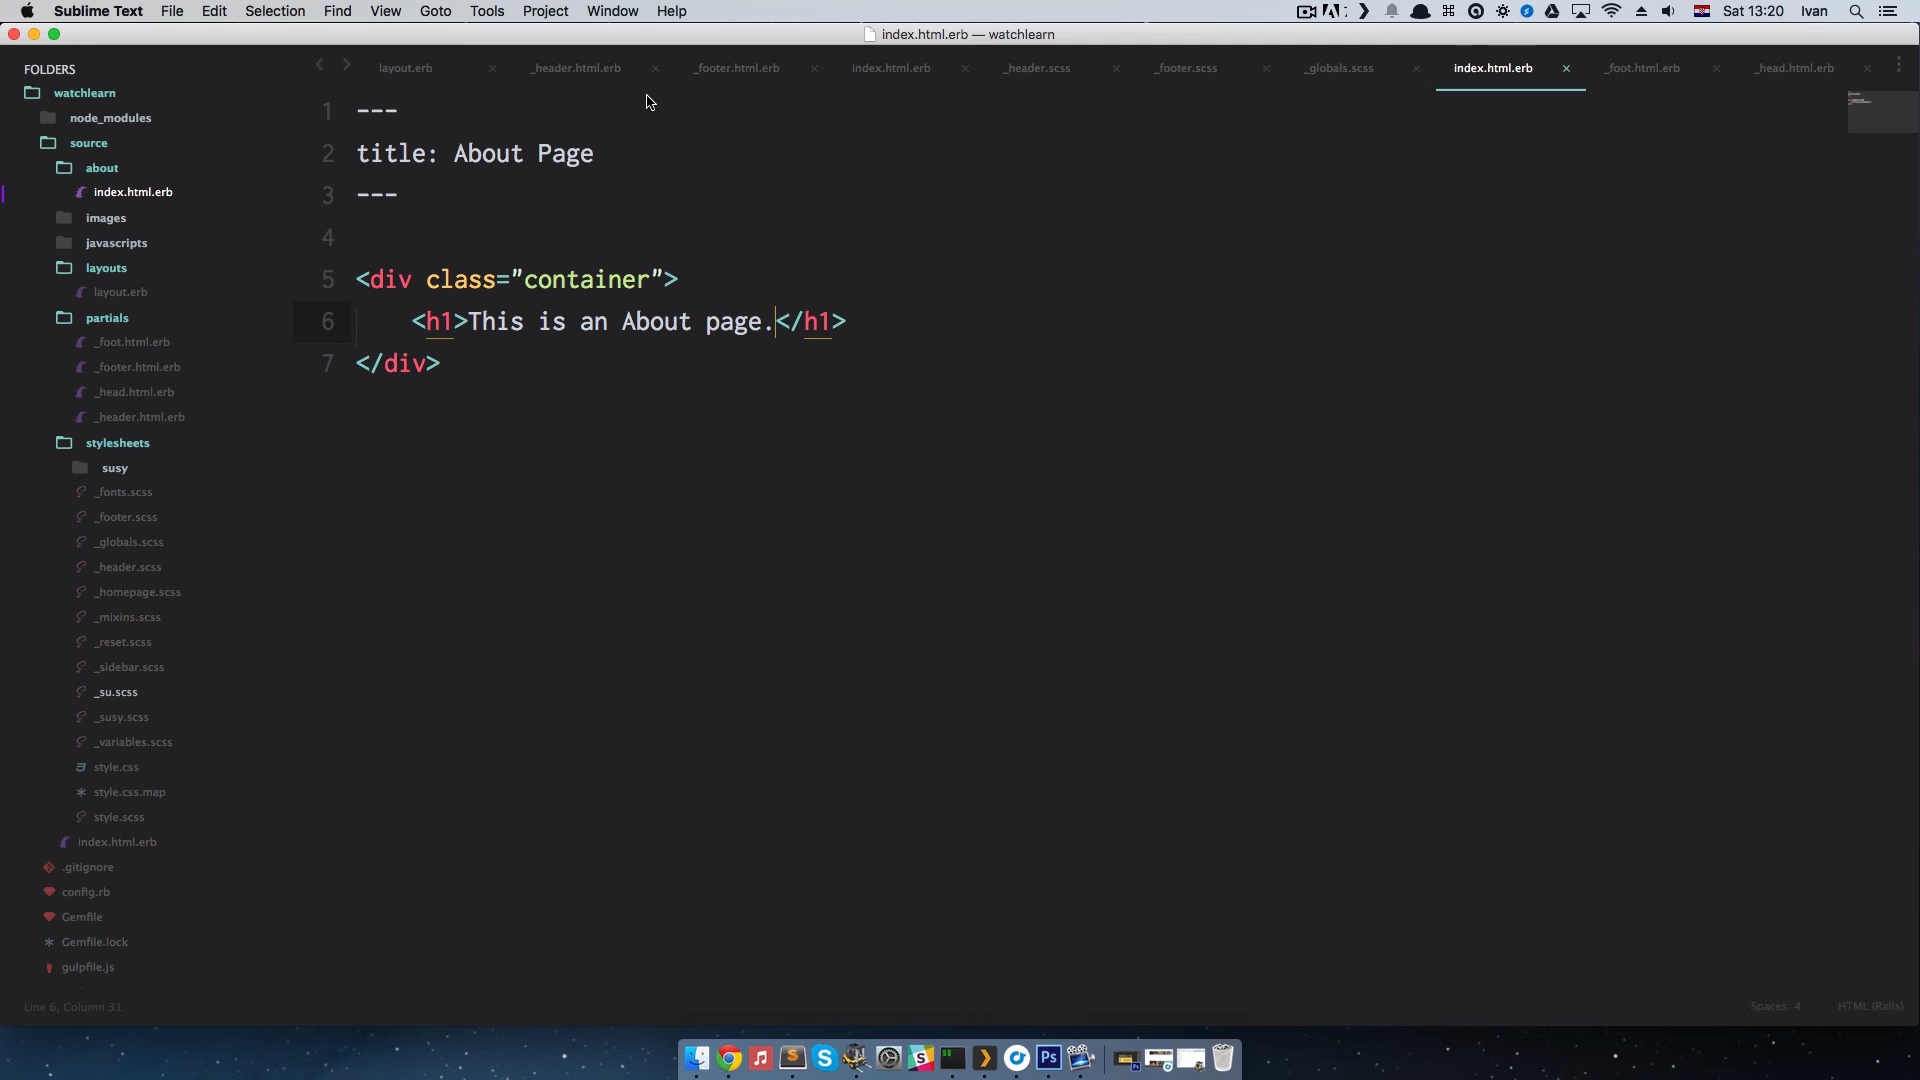 Sublime Text File Edit Selection Find View Goto Tools Project Window Help Sat 13:20 Ivan
index.html.erb — watchlearn
FOLDERS
watchlearn
node_modules
source
about
index.html.erb
images
javascripts
layouts
layout.erb
partials
_foot.html.erb
_footer.html.erb
_head.html.erb
_header.html.erb
stylesheets
susy
_fonts.scss
_footer.scss
_globals.scss
_header.scss
_homepage.scss
_mixins.scss
_reset.scss
_sidebar.scss
_su.scss
_susy.scss
_variables.scss
style.css
style.css.map
style.scss
index.html.erb
.gitignore
config.rb
Gemfile
Gemfile.lock
gulpfile.js
layout.erb _header.html.erb _footer.html.erb index.html.erb _header.scss _footer.scss _globals.scss index.html.erb _foot.html.erb _head.html.erb
1 ---
2 title: About Page
3 ---
4
5 <div class="container">
6 <h1>This is an About page.</h1>
7 </div>
Line 6, Column 31 Spaces: 4 HTML (Rails)
Ps